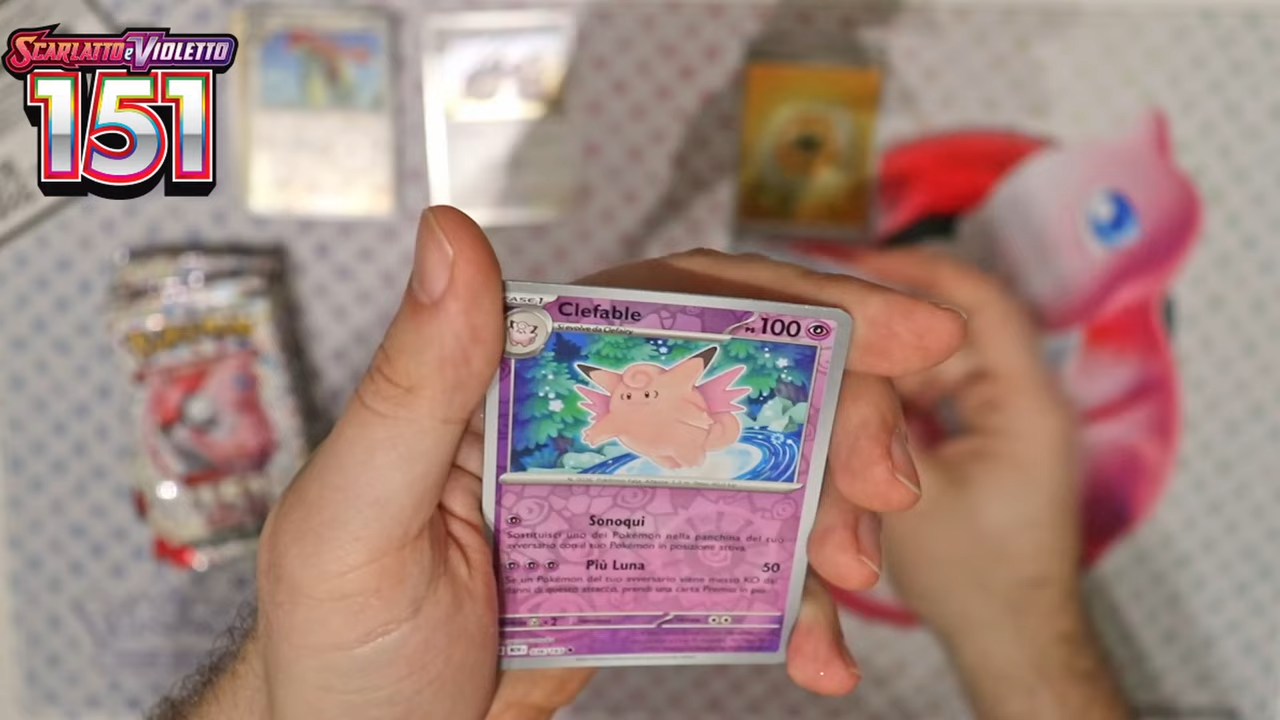 SCARLATTO e VIOLETTO
151
Clefable
PS 100
Si evolve da Clefairy
Sonoqui
Sostituisci uno dei Pokémon nella panchina del tuo
avversario con il suo Pokémon in posizione attiva.
Più Luna 50
Se un Pokémon del tuo avversario viene messo KO dai
danni di questo attacco, prendi una carta Premio in più.